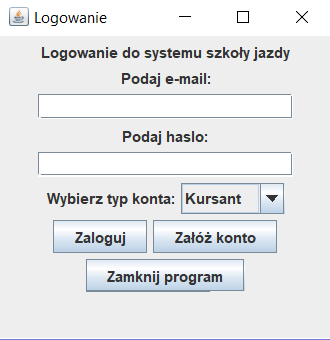 Logowanie
Logowanie do systemu szkoły jazdy
Podaj e-mail:
Podaj haslo:
Wybierz typ konta: Kursant
Zaloguj Załóż konto
Zamknij program